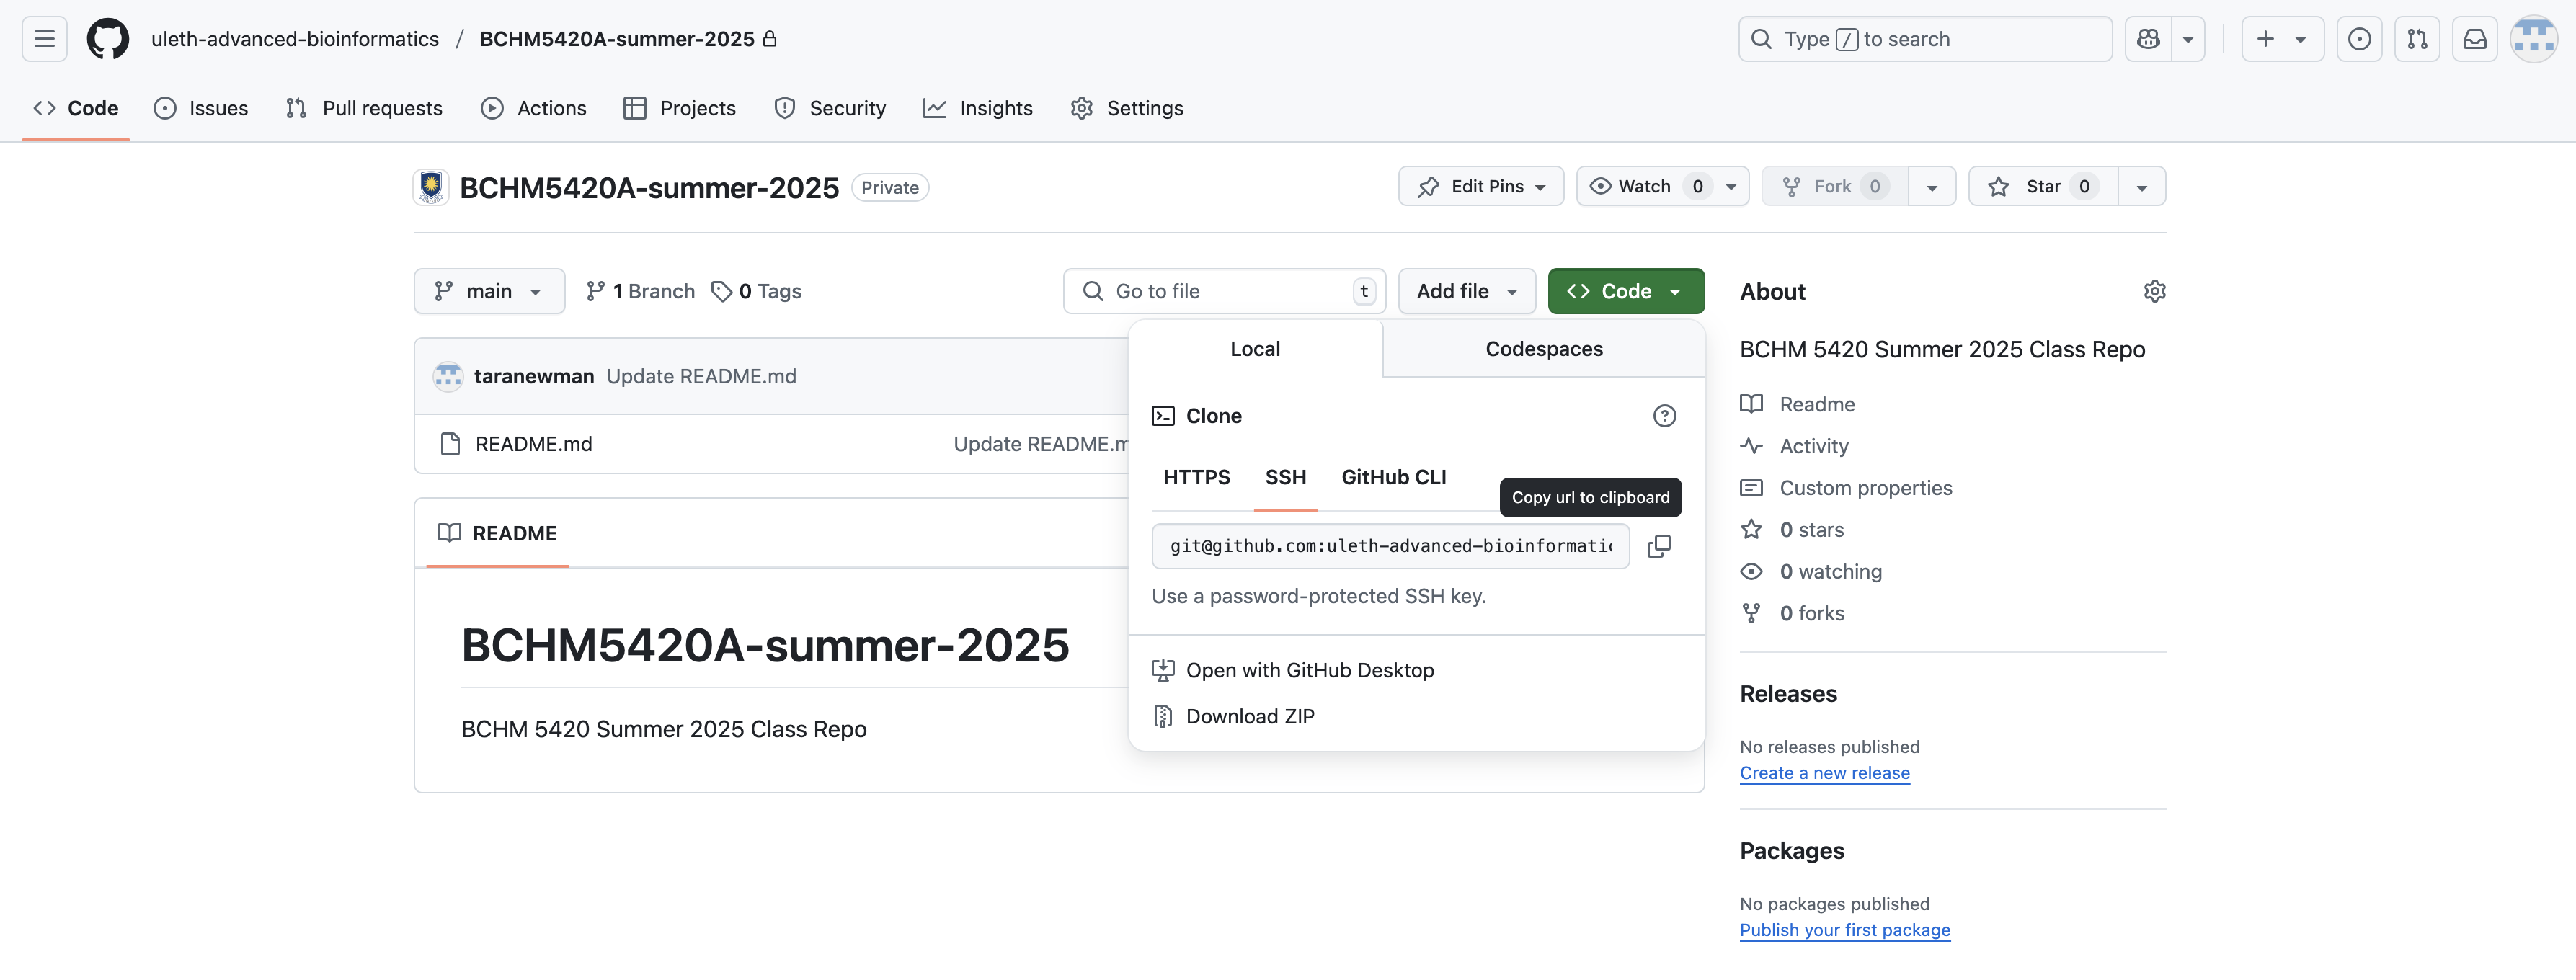 uleth-advanced-bioinformatics / BCHM5420A-summer-2025
Type / to search
Code Issues Pull requests Actions Projects Security Insights Settings
BCHM5420A-summer-2025 Private
Edit Pins Watch 0 Fork 0 Star 0
main 1 Branch 0 Tags
Go to file t Add file Code
Local Codespaces
taranewman Update README.md
README.md Update README.m
Clone
HTTPS SSH GitHub CLI
Copy url to clipboard
git@github.com:uleth-advanced-bioinformatic
Use a password-protected SSH key.
Open with GitHub Desktop
Download ZIP
README
BCHM5420A-summer-2025
BCHM 5420 Summer 2025 Class Repo
About
BCHM 5420 Summer 2025 Class Repo
Readme
Activity
Custom properties
0 stars
0 watching
0 forks
Releases
No releases published
Create a new release
Packages
No packages published
Publish your first package